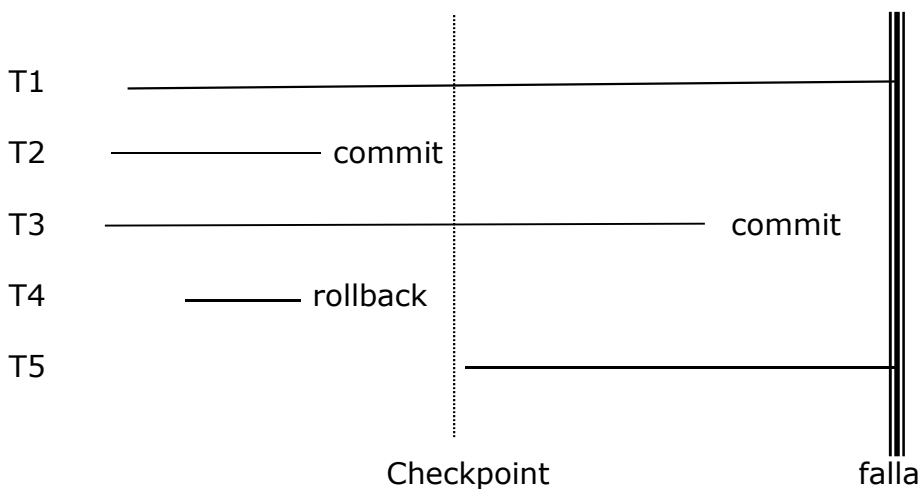 T1
T2 commit
T3 commit
T4 rollback
T5
Checkpoint falla